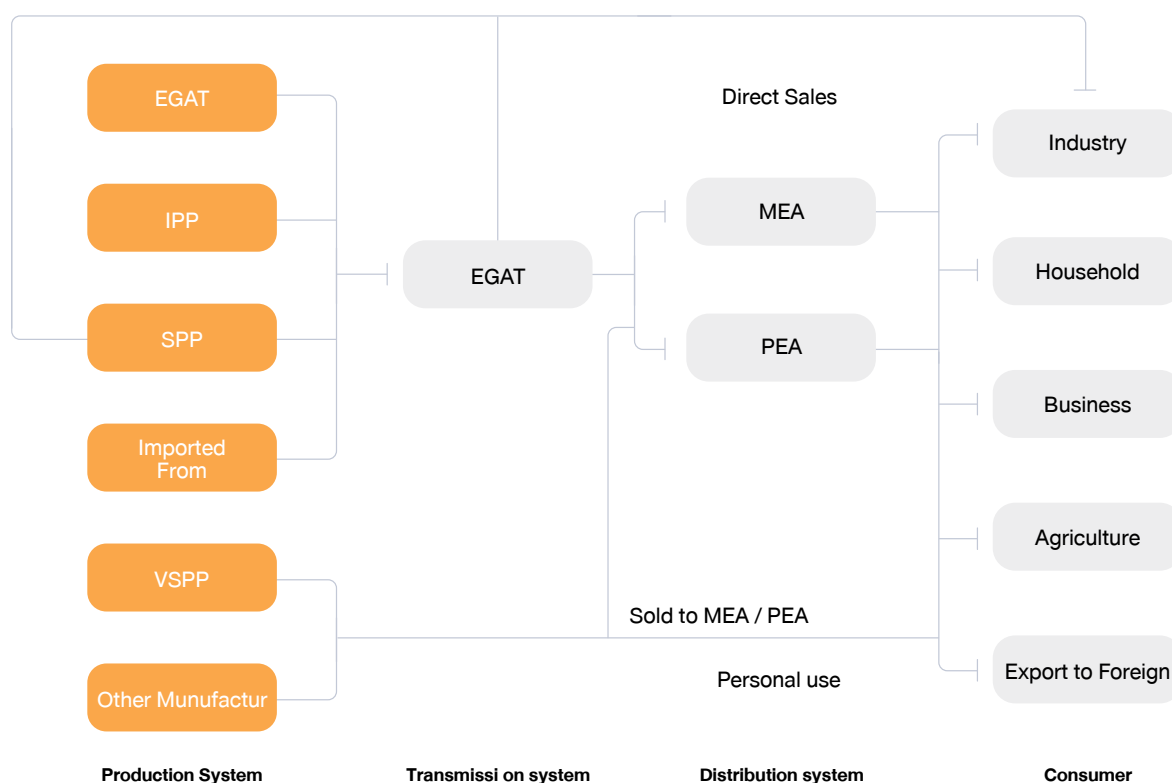 EGAT
IPP
SPP
Imported
From
VSPP
Other Munufactur
EGAT
Direct Sales
MEA
PEA
Sold to MEA / PEA
Personal use
Industry
Household
Business
Agriculture
Export to Foreign
Production System
Transmissi on system
Distribution system
Consumer